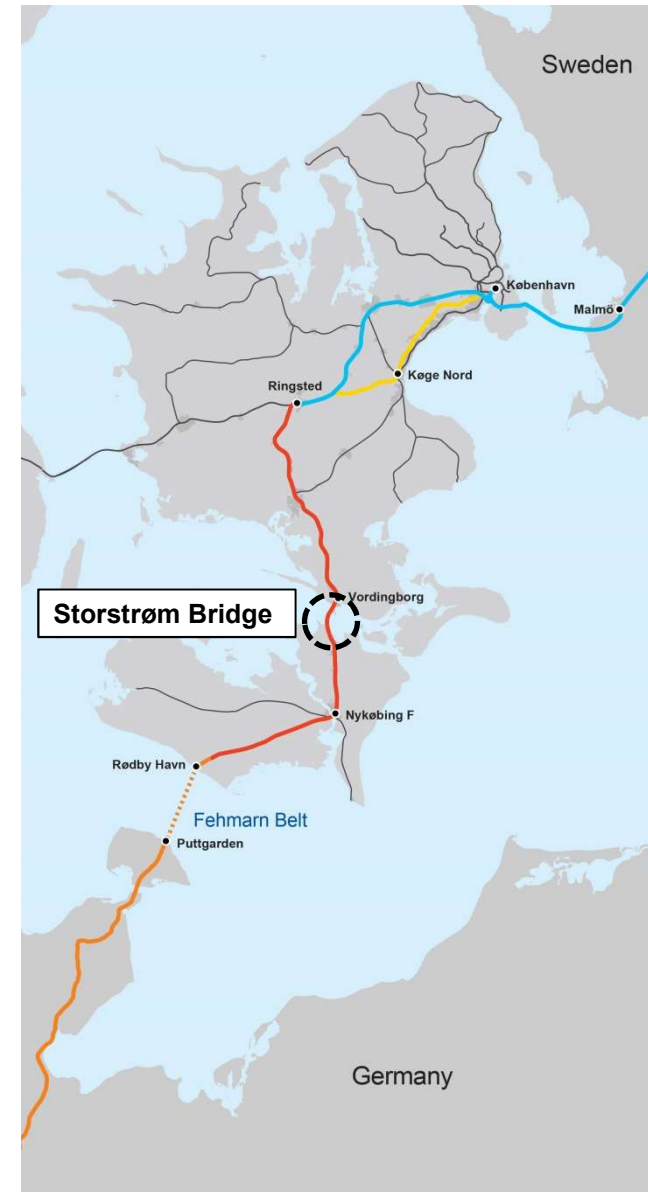 Sweden
København
Malmö
Køge Nord
Ringsted
Vordingborg
Storstrøm Bridge
Nykøbing F
Rødby Havn
Fehmarn Belt
Puttgarden
Germany